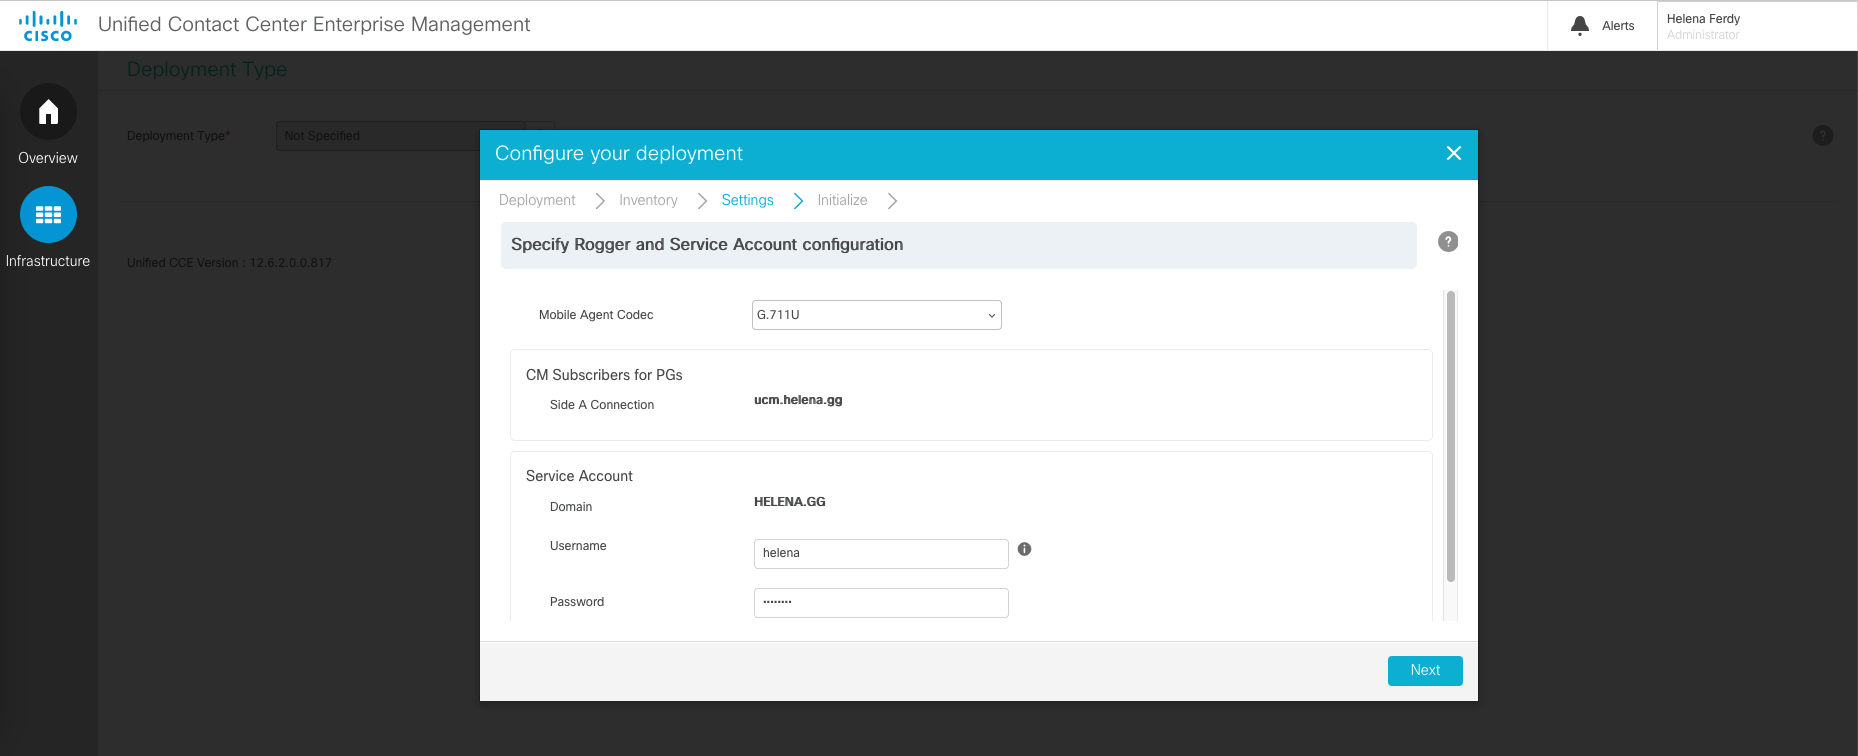 CISCO Unified Contact Center Enterprise Management
Alerts
Helena Ferdy
Administrator
Overview
Infrastructure
Deployment Type
Deployment Type* Not Specified
Unified CCE Version : 12.6.2.0.0.817
Configure your deployment
Deployment Inventory Settings Initialize
Specify Rogger and Service Account configuration
Mobile Agent Codec G.711U
CM Subscribers for PGs
Side A Connection ucm.helena.gg
Service Account
Domain HELENA.GG
Username helena
Password ••••••••
Next